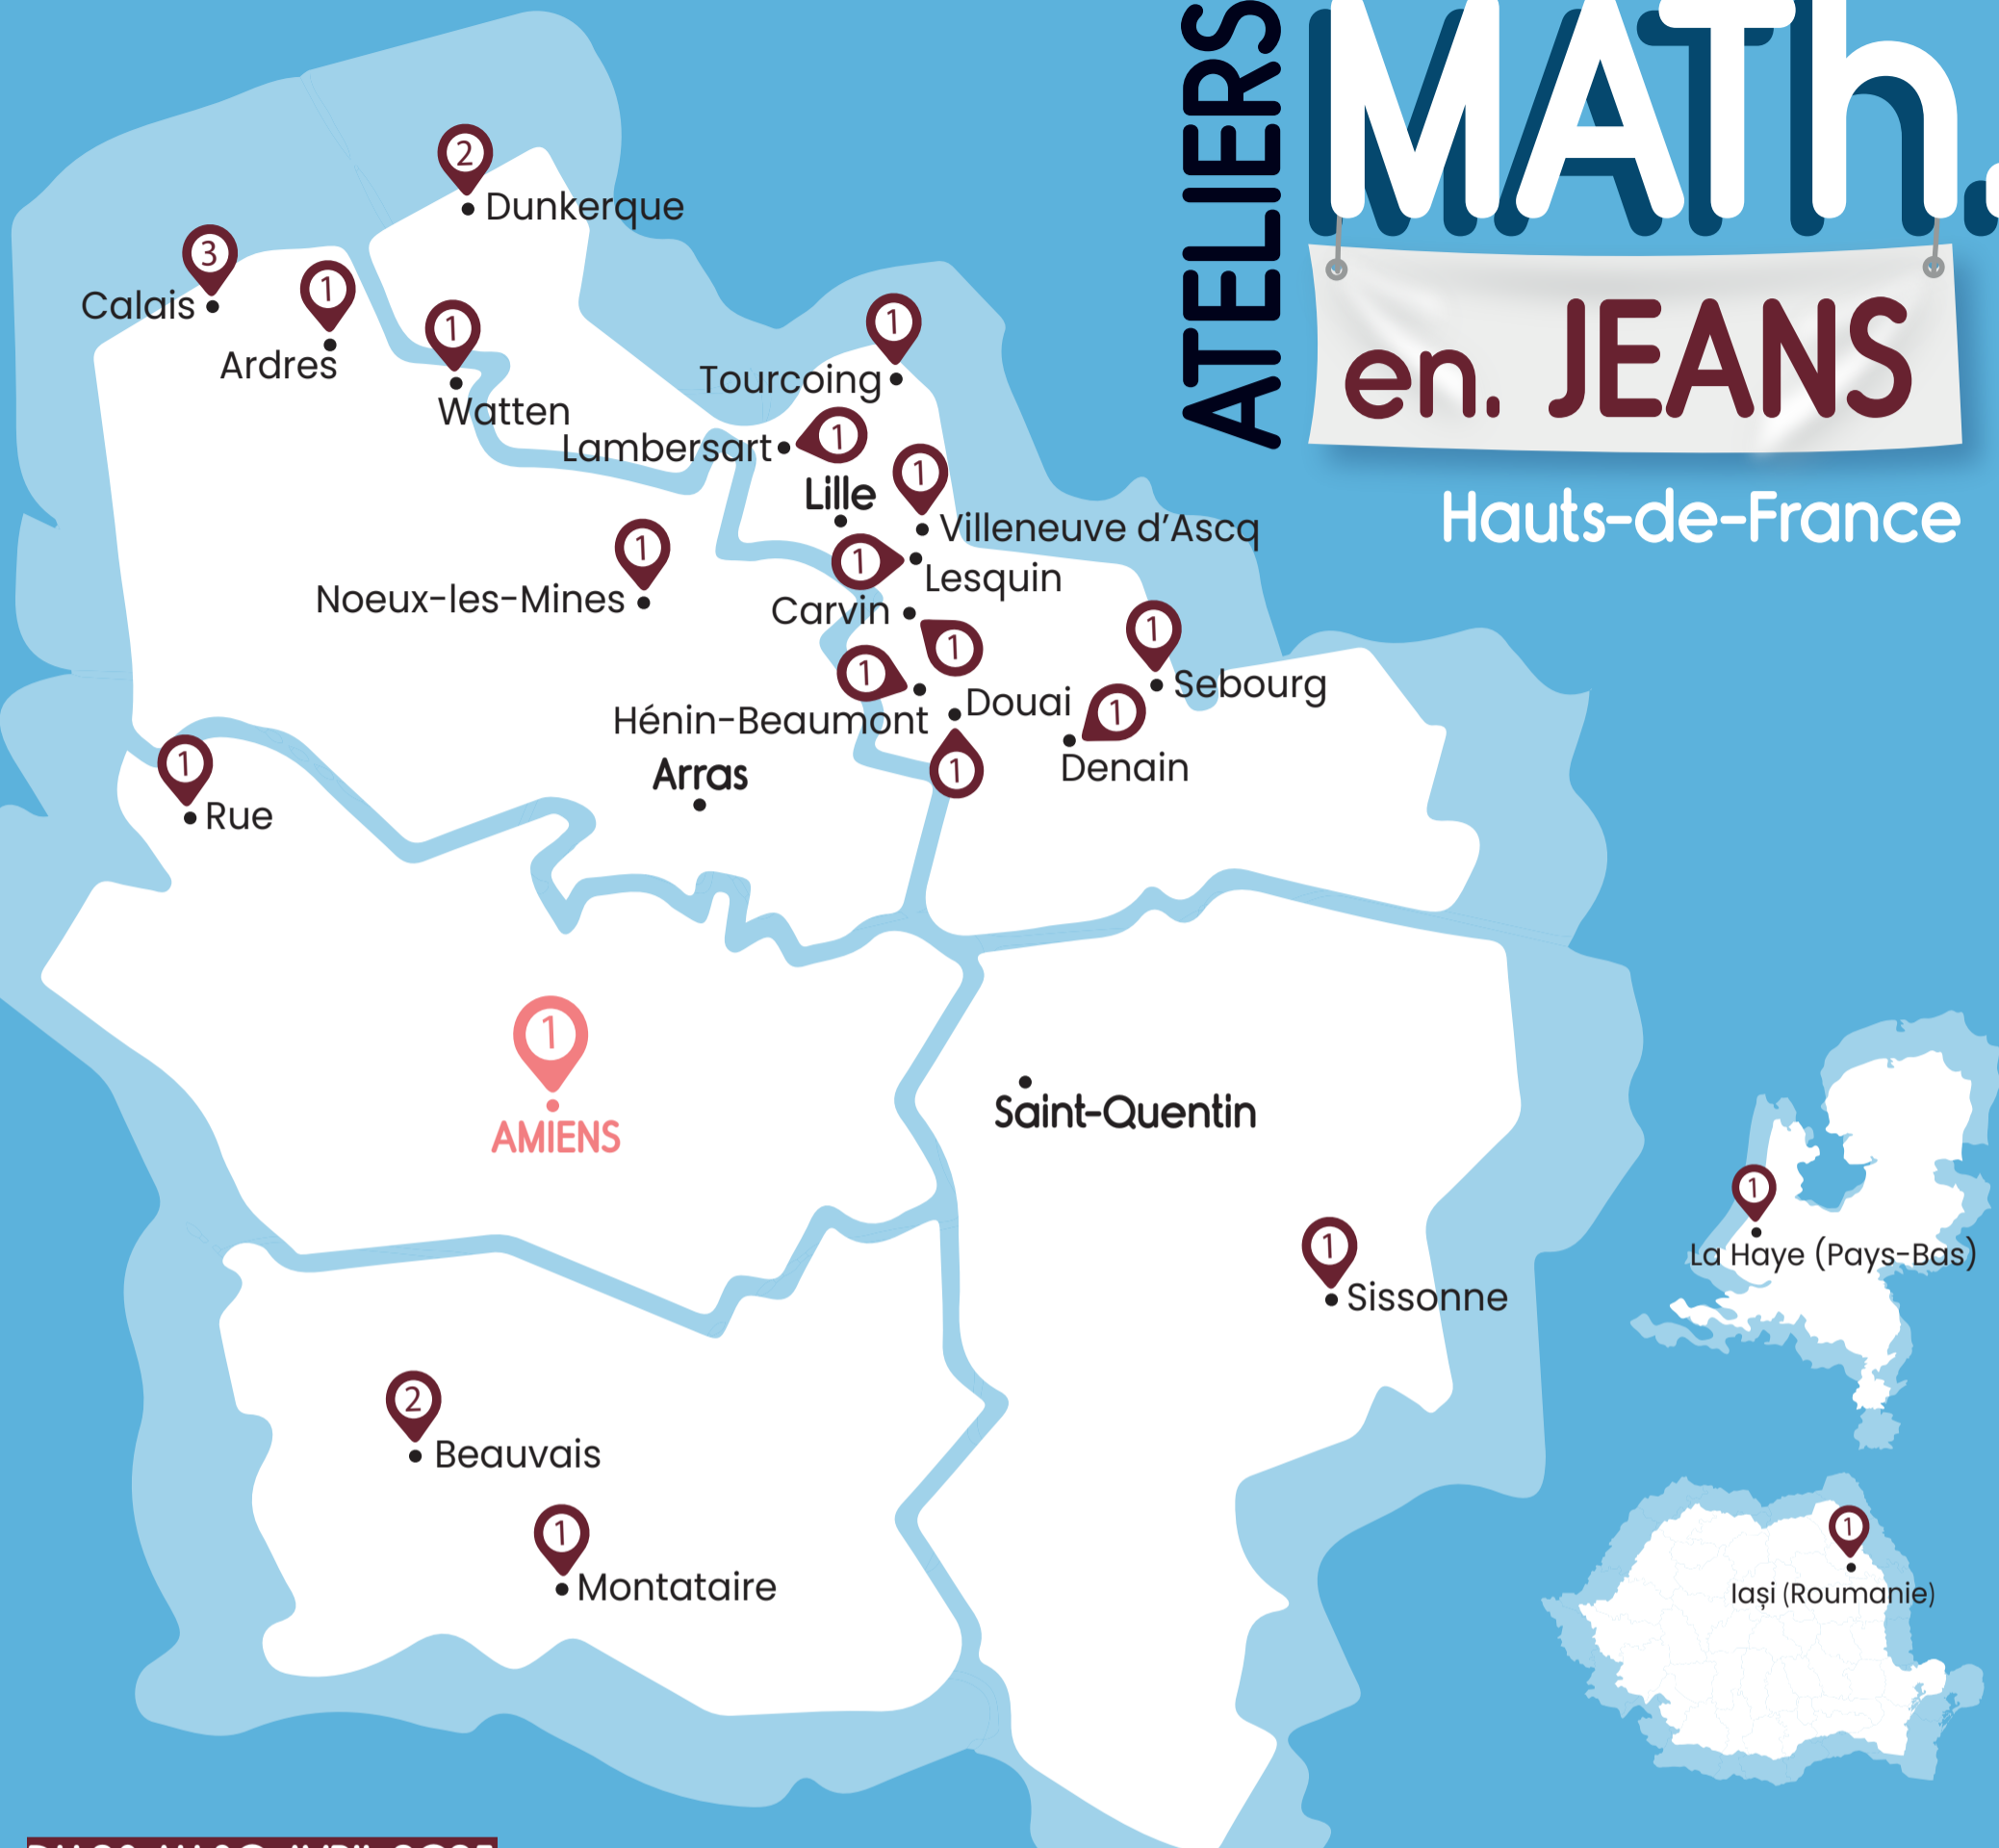 ATELIERS
MATh.
en. JEANS
Hauts-de-France
2
Dunkerque
3
Calais
1
Ardres
1
Watten
1
Tourcoing
Lambersart
1
Lille
1
Villeneuve d'Ascq
1
Lesquin
1
Noeux-les-Mines
Carvin
1
1
Hénin-Beaumont
Douai
1
1
Sebourg
1
Denain
Arras
1
Rue
1
AMIENS
Saint-Quentin
1
La Haye (Pays-Bas)
1
Sissonne
2
Beauvais
1
Montataire
1
Iași (Roumanie)